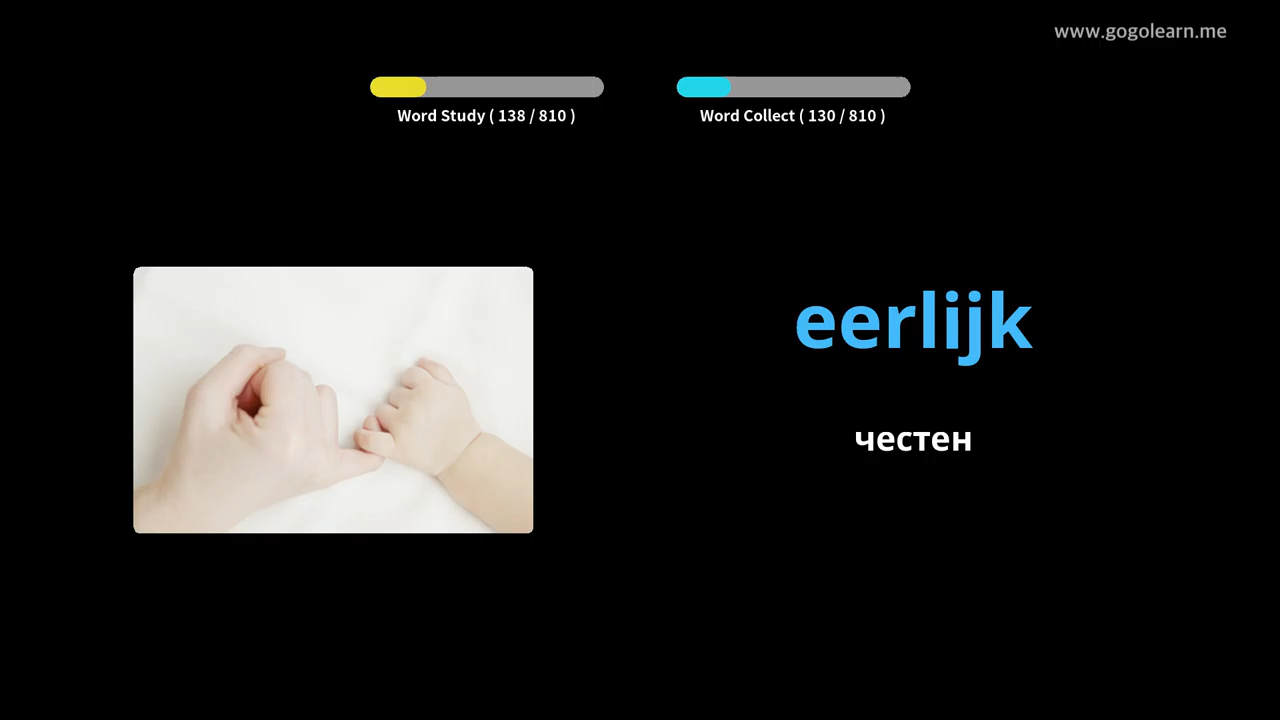 www.gogolearn.me
Word Study ( 138 / 810 )
Word Collect ( 130 / 810 )
eerlijk
честен